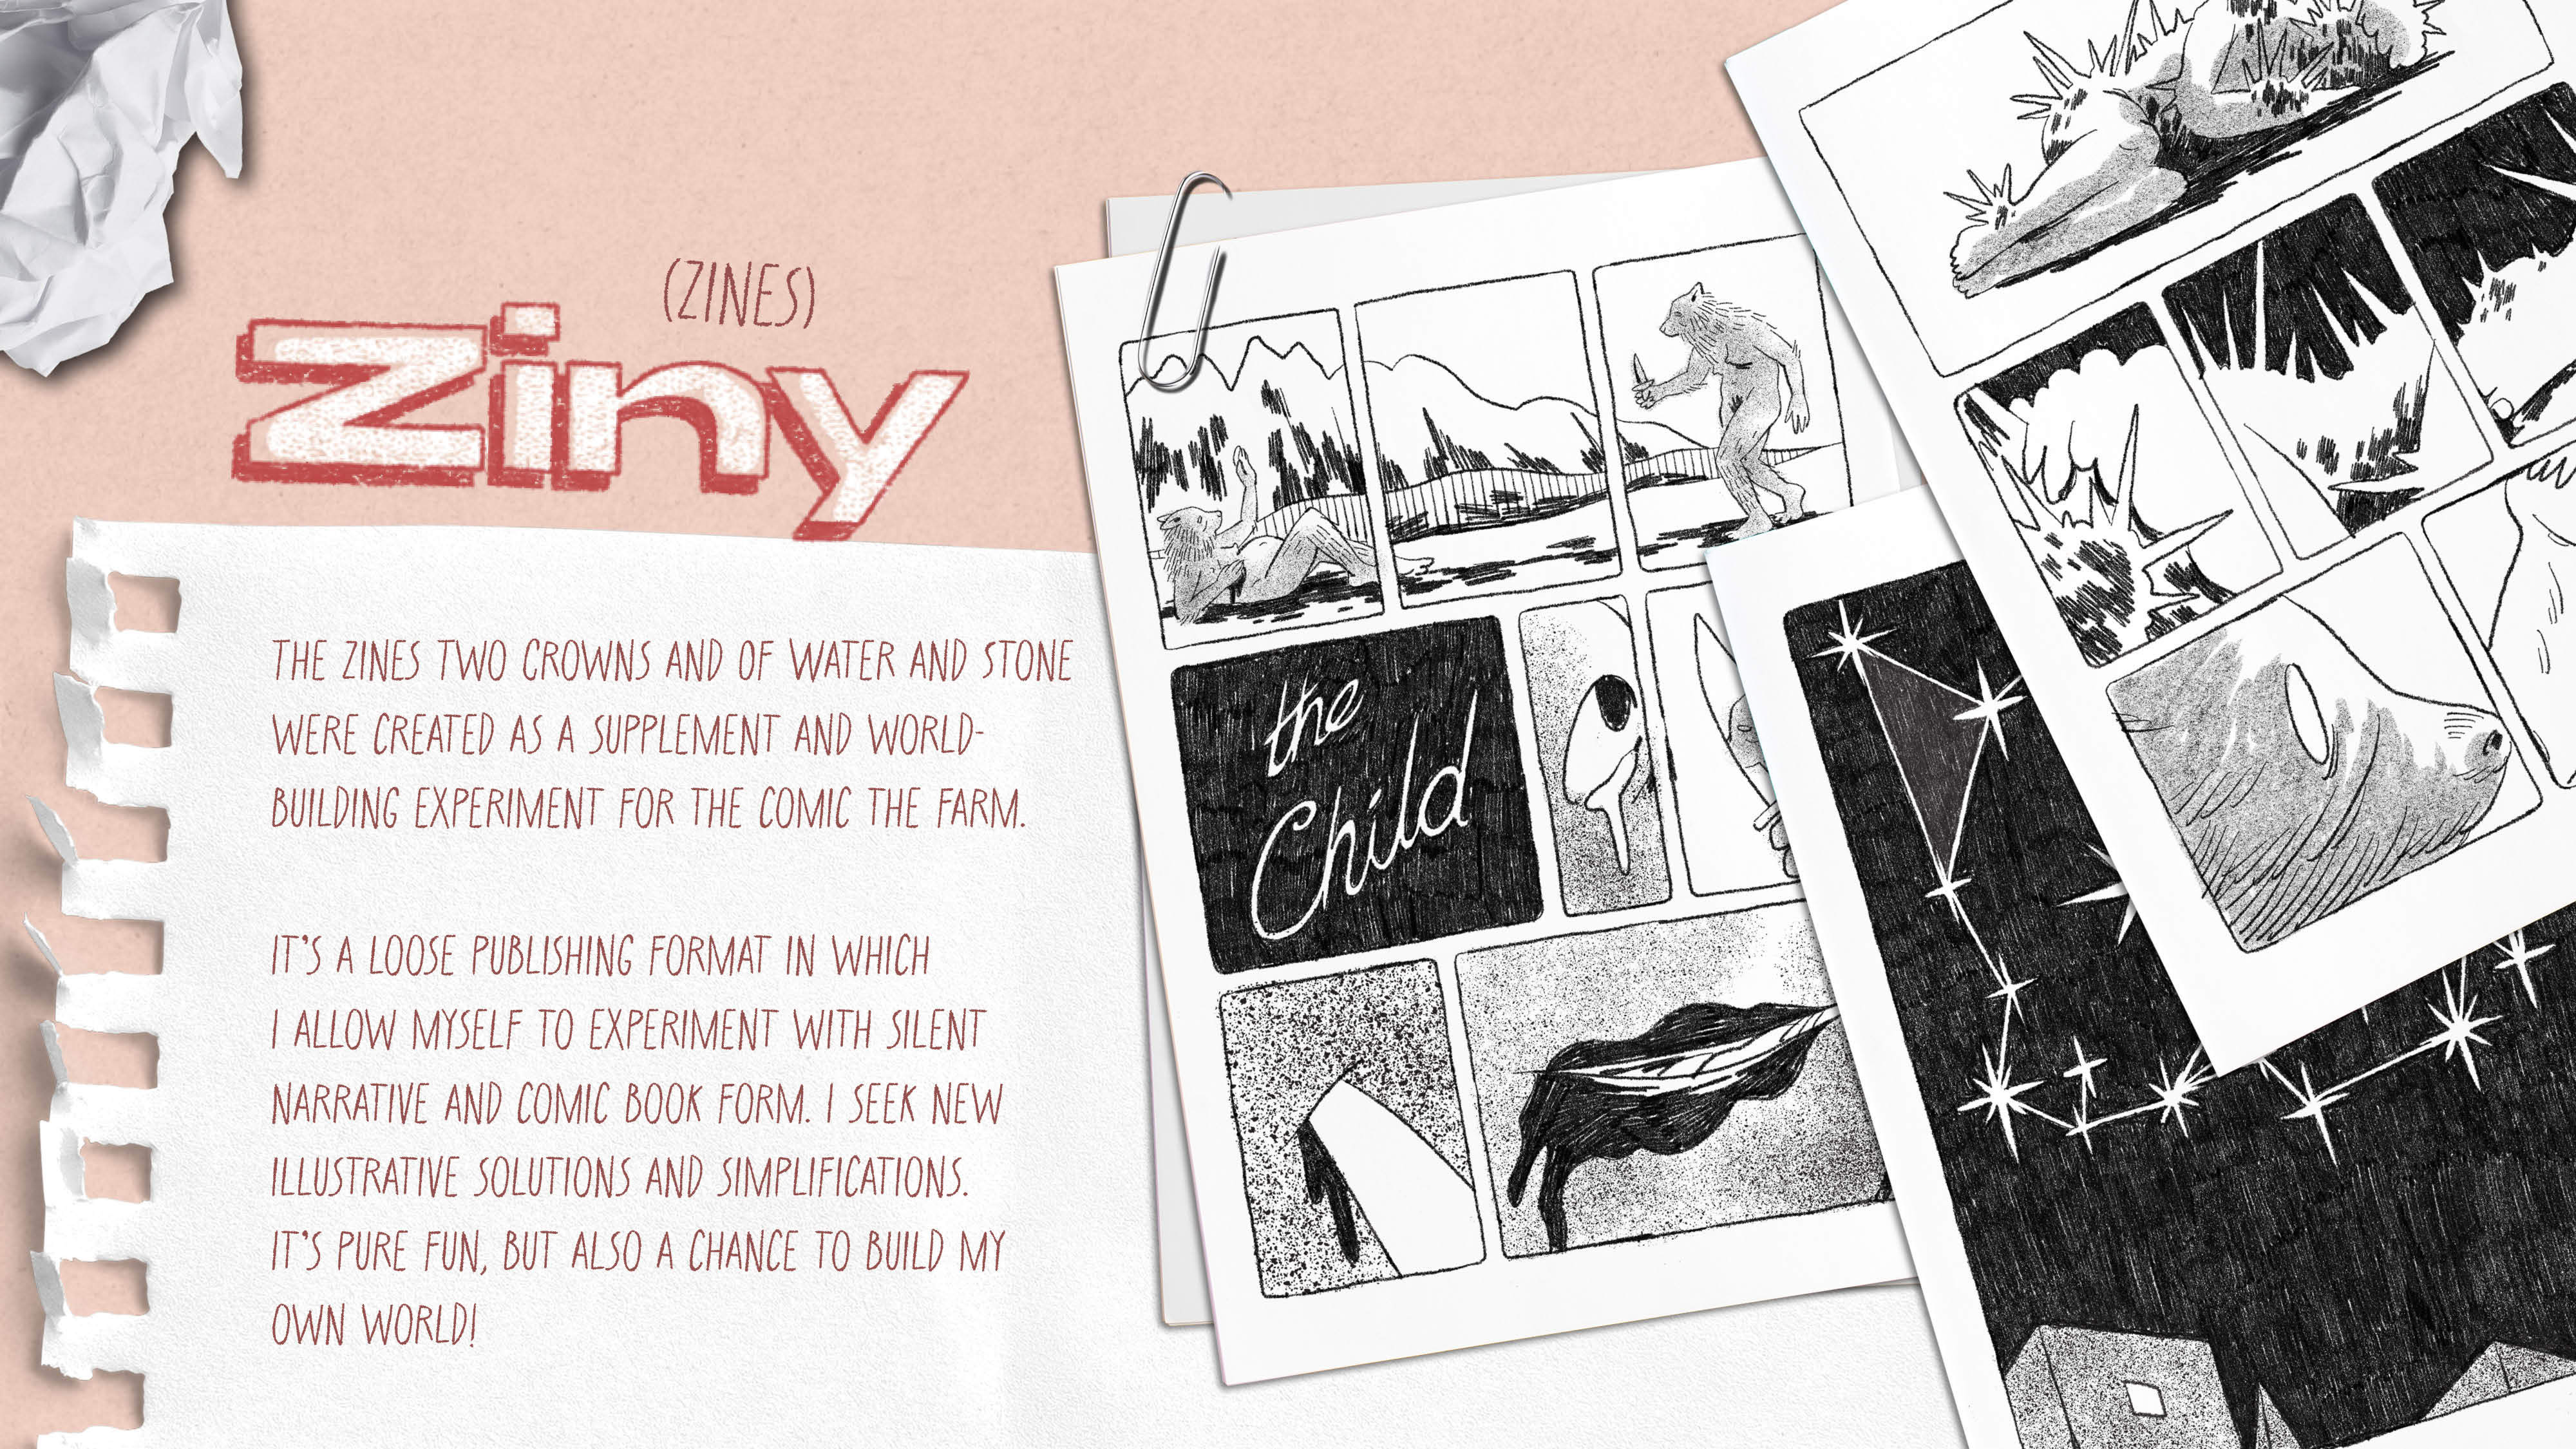 (ZINES)
Ziny
THE ZINES TWO CROWNS AND OF WATER AND STONE
WERE CREATED AS A SUPPLEMENT AND WORLD-
BUILDING EXPERIMENT FOR THE COMIC THE FARM.
IT'S A LOOSE PUBLISHING FORMAT IN WHICH
I ALLOW MYSELF TO EXPERIMENT WITH SILENT
NARRATIVE AND COMIC BOOK FORM. I SEEK NEW
ILLUSTRATIVE SOLUTIONS AND SIMPLIFICATIONS.
IT'S PURE FUN, BUT ALSO A CHANCE TO BUILD MY
OWN WORLD!
the
Child